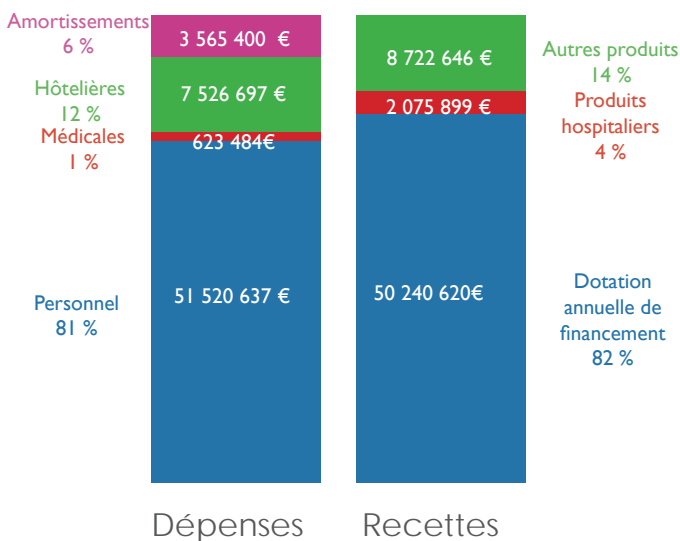 Amortissements
6 %
Hôtelières
12 %
Médicales
1 %
Personnel
81 %
3 565 400 €
7 526 697 €
623 484€
51 520 637 €
8 722 646 €
2 075 899 €
50 240 620€
Autres produits
14 %
Produits
hospitaliers
4 %
Dotation
annuelle de
financement
82 %
Dépenses
Recettes